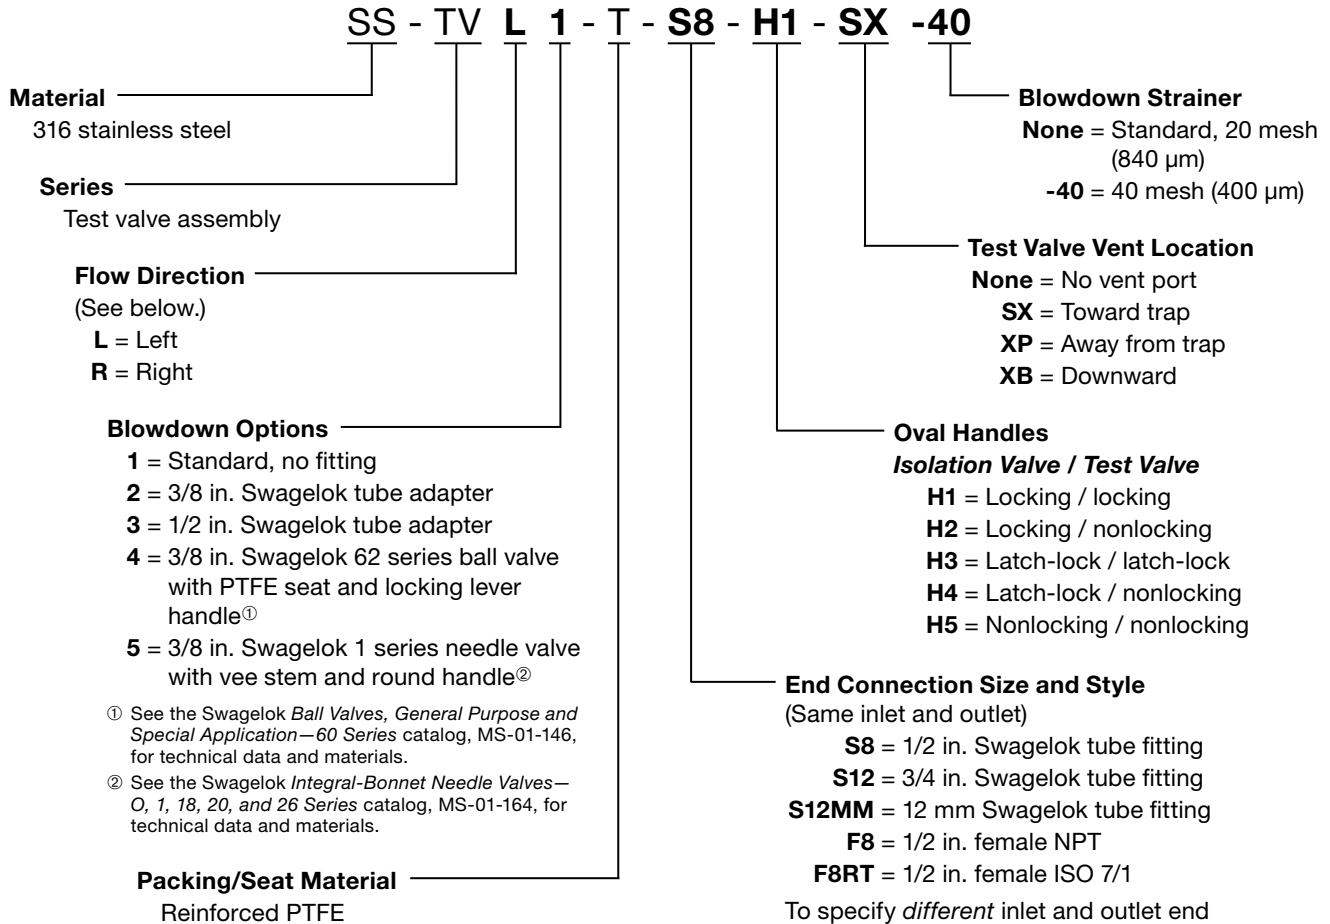 SS - TV L 1 - T - S8 - H1 - SX -40
Material
316 stainless steel
Series
Test valve assembly
Flow Direction
(See below.)
L = Left
R = Right
Blowdown Options
1 = Standard, no fitting
2 = 3/8 in. Swagelok tube adapter
3 = 1/2 in. Swagelok tube adapter
4 = 3/8 in. Swagelok 62 series ball valve
with PTFE seat and locking lever
handle①
5 = 3/8 in. Swagelok 1 series needle valve
with vee stem and round handle②
① See the Swagelok Ball Valves, General Purpose and
Special Application—60 Series catalog, MS-01-146,
for technical data and materials.
② See the Swagelok Integral-Bonnet Needle Valves—
O, 1, 18, 20, and 26 Series catalog, MS-01-164, for
technical data and materials.
Packing/Seat Material
Reinforced PTFE
Blowdown Strainer
None = Standard, 20 mesh
(840 µm)
-40 = 40 mesh (400 µm)
Test Valve Vent Location
None = No vent port
SX = Toward trap
XP = Away from trap
XB = Downward
Oval Handles
Isolation Valve / Test Valve
H1 = Locking / locking
H2 = Locking / nonlocking
H3 = Latch-lock / latch-lock
H4 = Latch-lock / nonlocking
H5 = Nonlocking / nonlocking
End Connection Size and Style
(Same inlet and outlet)
S8 = 1/2 in. Swagelok tube fitting
S12 = 3/4 in. Swagelok tube fitting
S12MM = 12 mm Swagelok tube fitting
F8 = 1/2 in. female NPT
F8RT = 1/2 in. female ISO 7/1
To specify different inlet and outlet end